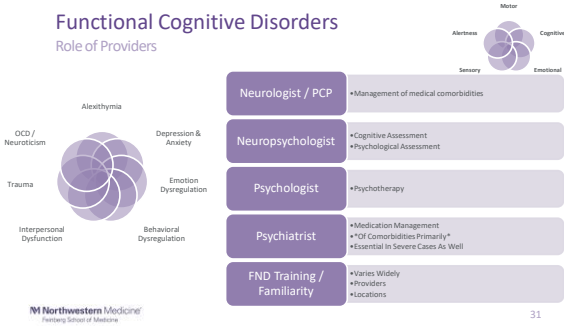 Functional Cognitive Disorders
Role of Providers
Motor
Alertness
Cognitive
Sensory
Emotional
Alexithymia
OCD /
Neuroticism
Depression &
Anxiety
Trauma
Emotion
Dysregulation
Interpersonal
Dysfunction
Behavioral
Dysregulation
Neurologist / PCP
•Management of medical comorbidities
Neuropsychologist
•Cognitive Assessment
•Psychological Assessment
Psychologist
•Psychotherapy
Psychiatrist
•Medication Management
•*Of Comorbidities Primarily*
•Essential In Severe Cases As Well
FND Training /
Familiarity
•Varies Widely
•Providers
•Locations
Northwestern Medicine
Feinberg School of Medicine
31